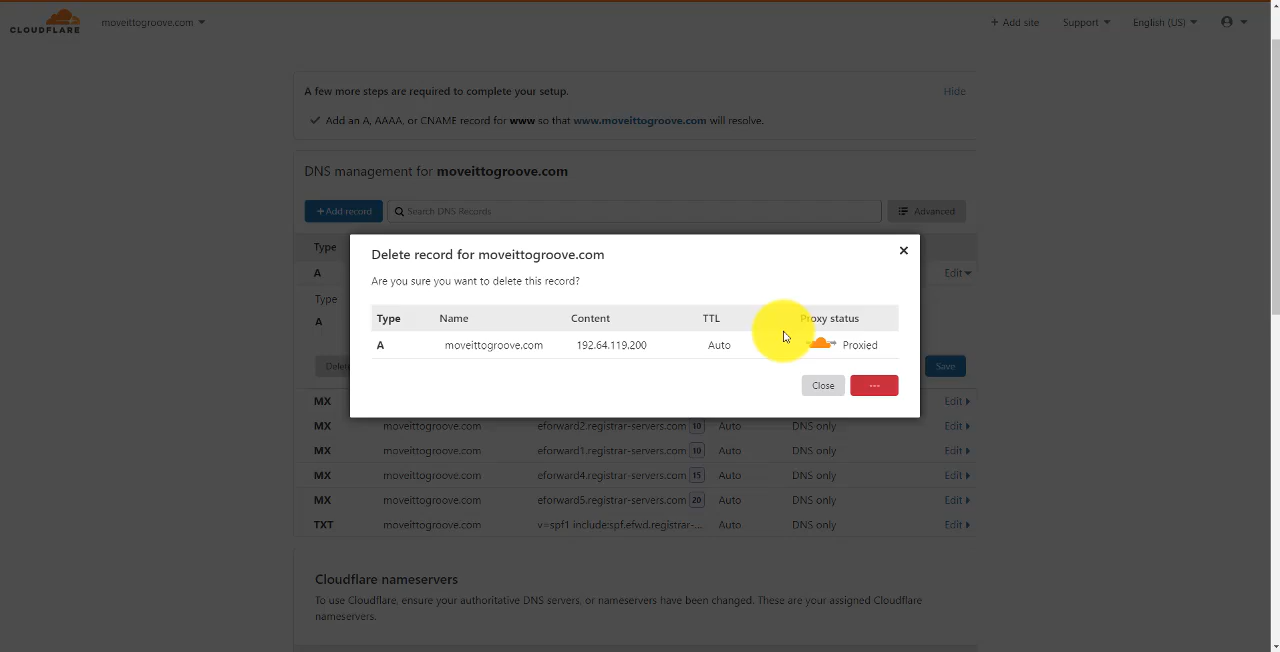 CLOUDFLARE moveittogroove.com + Add site Support English (US)
A few more steps are required to complete your setup. Hide
Add an A, AAAA, or CNAME record for www so that www.moveittogroove.com will resolve.
DNS management for moveittogroove.com
+Add record Search DNS Records Advanced
Type
A Edit
Type
A
Delete Save
Delete record for moveittogroove.com ×
Are you sure you want to delete this record?
Type Name Content TTL Proxy status
A moveittogroove.com 192.64.119.200 Auto Proxied
Close ---
MX Edit
MX moveittogroove.com eforward2.registrar-servers.com 10 Auto DNS only Edit
MX moveittogroove.com eforward1.registrar-servers.com 10 Auto DNS only Edit
MX moveittogroove.com eforward4.registrar-servers.com 15 Auto DNS only Edit
MX moveittogroove.com eforward5.registrar-servers.com 20 Auto DNS only Edit
TXT moveittogroove.com v=spf1 include:spf.efwd.registrar-... Auto DNS only Edit
Cloudflare nameservers
To use Cloudflare, ensure your authoritative DNS servers, or nameservers have been changed. These are your assigned Cloudflare
nameservers.